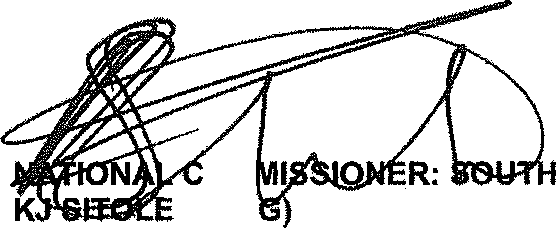 NATIONAL C MISSIONER: SOUTH
KJ SITOLE G)